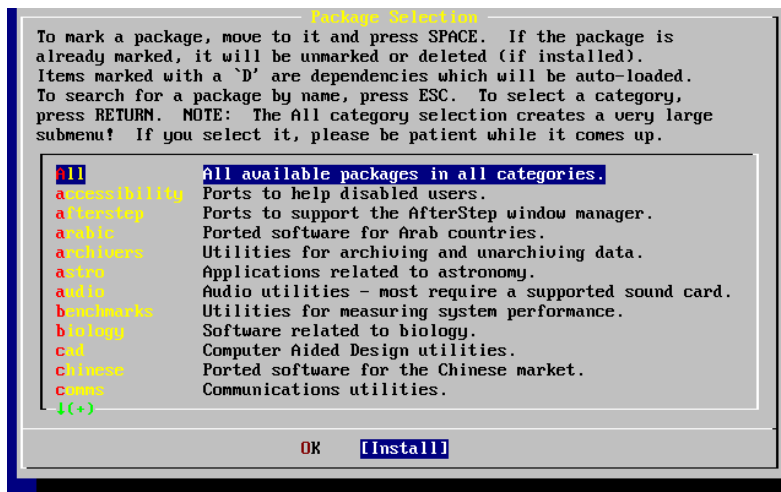 Package Selection
To mark a package, move to it and press SPACE.  If the package is
already marked, it will be unmarked or deleted (if installed).
Items marked with a `D' are dependencies which will be auto-loaded.
To search for a package by name, press ESC.  To select a category,
press RETURN.  NOTE:  The All category selection creates a very large
submenu!  If you select it, please be patient while it comes up.
All All available packages in all categories.
accessibility Ports to help disabled users.
afterstep Ports to support the AfterStep window manager.
arabic Ported software for Arab countries.
archivers Utilities for archiving and unarchiving data.
astro Applications related to astronomy.
audio Audio utilities - most require a supported sound card.
benchmarks Utilities for measuring system performance.
biology Software related to biology.
cad Computer Aided Design utilities.
chinese Ported software for the Chinese market.
comms Communications utilities.
↓(+)
OK [Install]